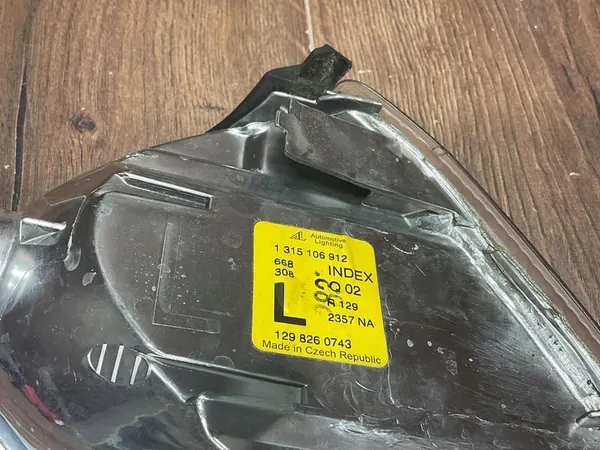 Automotive
Lighting
1 315 106 912
668
308
INDEX
02
R 129
2357 NA
L
129 826 0743
Made in Czech Republic
L